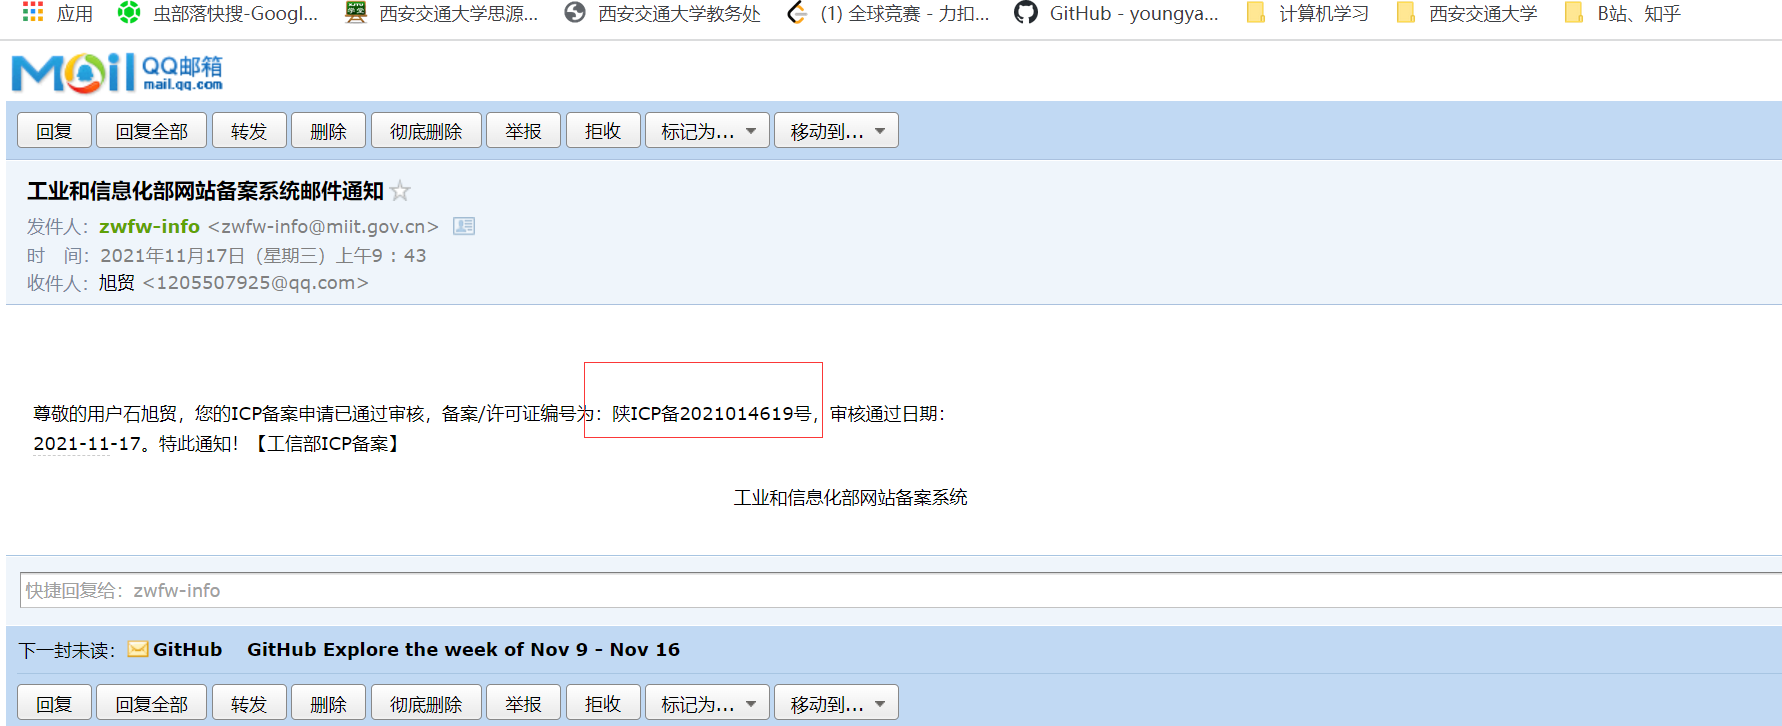 应用 虫部落快搜-Googl... 西安交通大学思源... 西安交通大学教务处 (1) 全球竞赛 - 力扣... GitHub - youngya... 计算机学习 西安交通大学 B站、知乎
Mail QQ邮箱
mail.qq.com
回复 回复全部 转发 删除 彻底删除 举报 拒收 标记为... 移动到...
工业和信息化部网站备案系统邮件通知
发件人：zwfw-info <zwfw-info@miit.gov.cn>
时 间：2021年11月17日（星期三）上午9：43
收件人：旭贸 <1205507925@qq.com>
尊敬的用户石旭贸，您的ICP备案申请已通过审核，备案/许可证编号为：陕ICP备2021014619号，审核通过日期：
2021-11-17。特此通知！【工信部ICP备案】
工业和信息化部网站备案系统
快捷回复给：zwfw-info
下一封未读：GitHub GitHub Explore the week of Nov 9 - Nov 16
回复 回复全部 转发 删除 彻底删除 举报 拒收 标记为... 移动到...